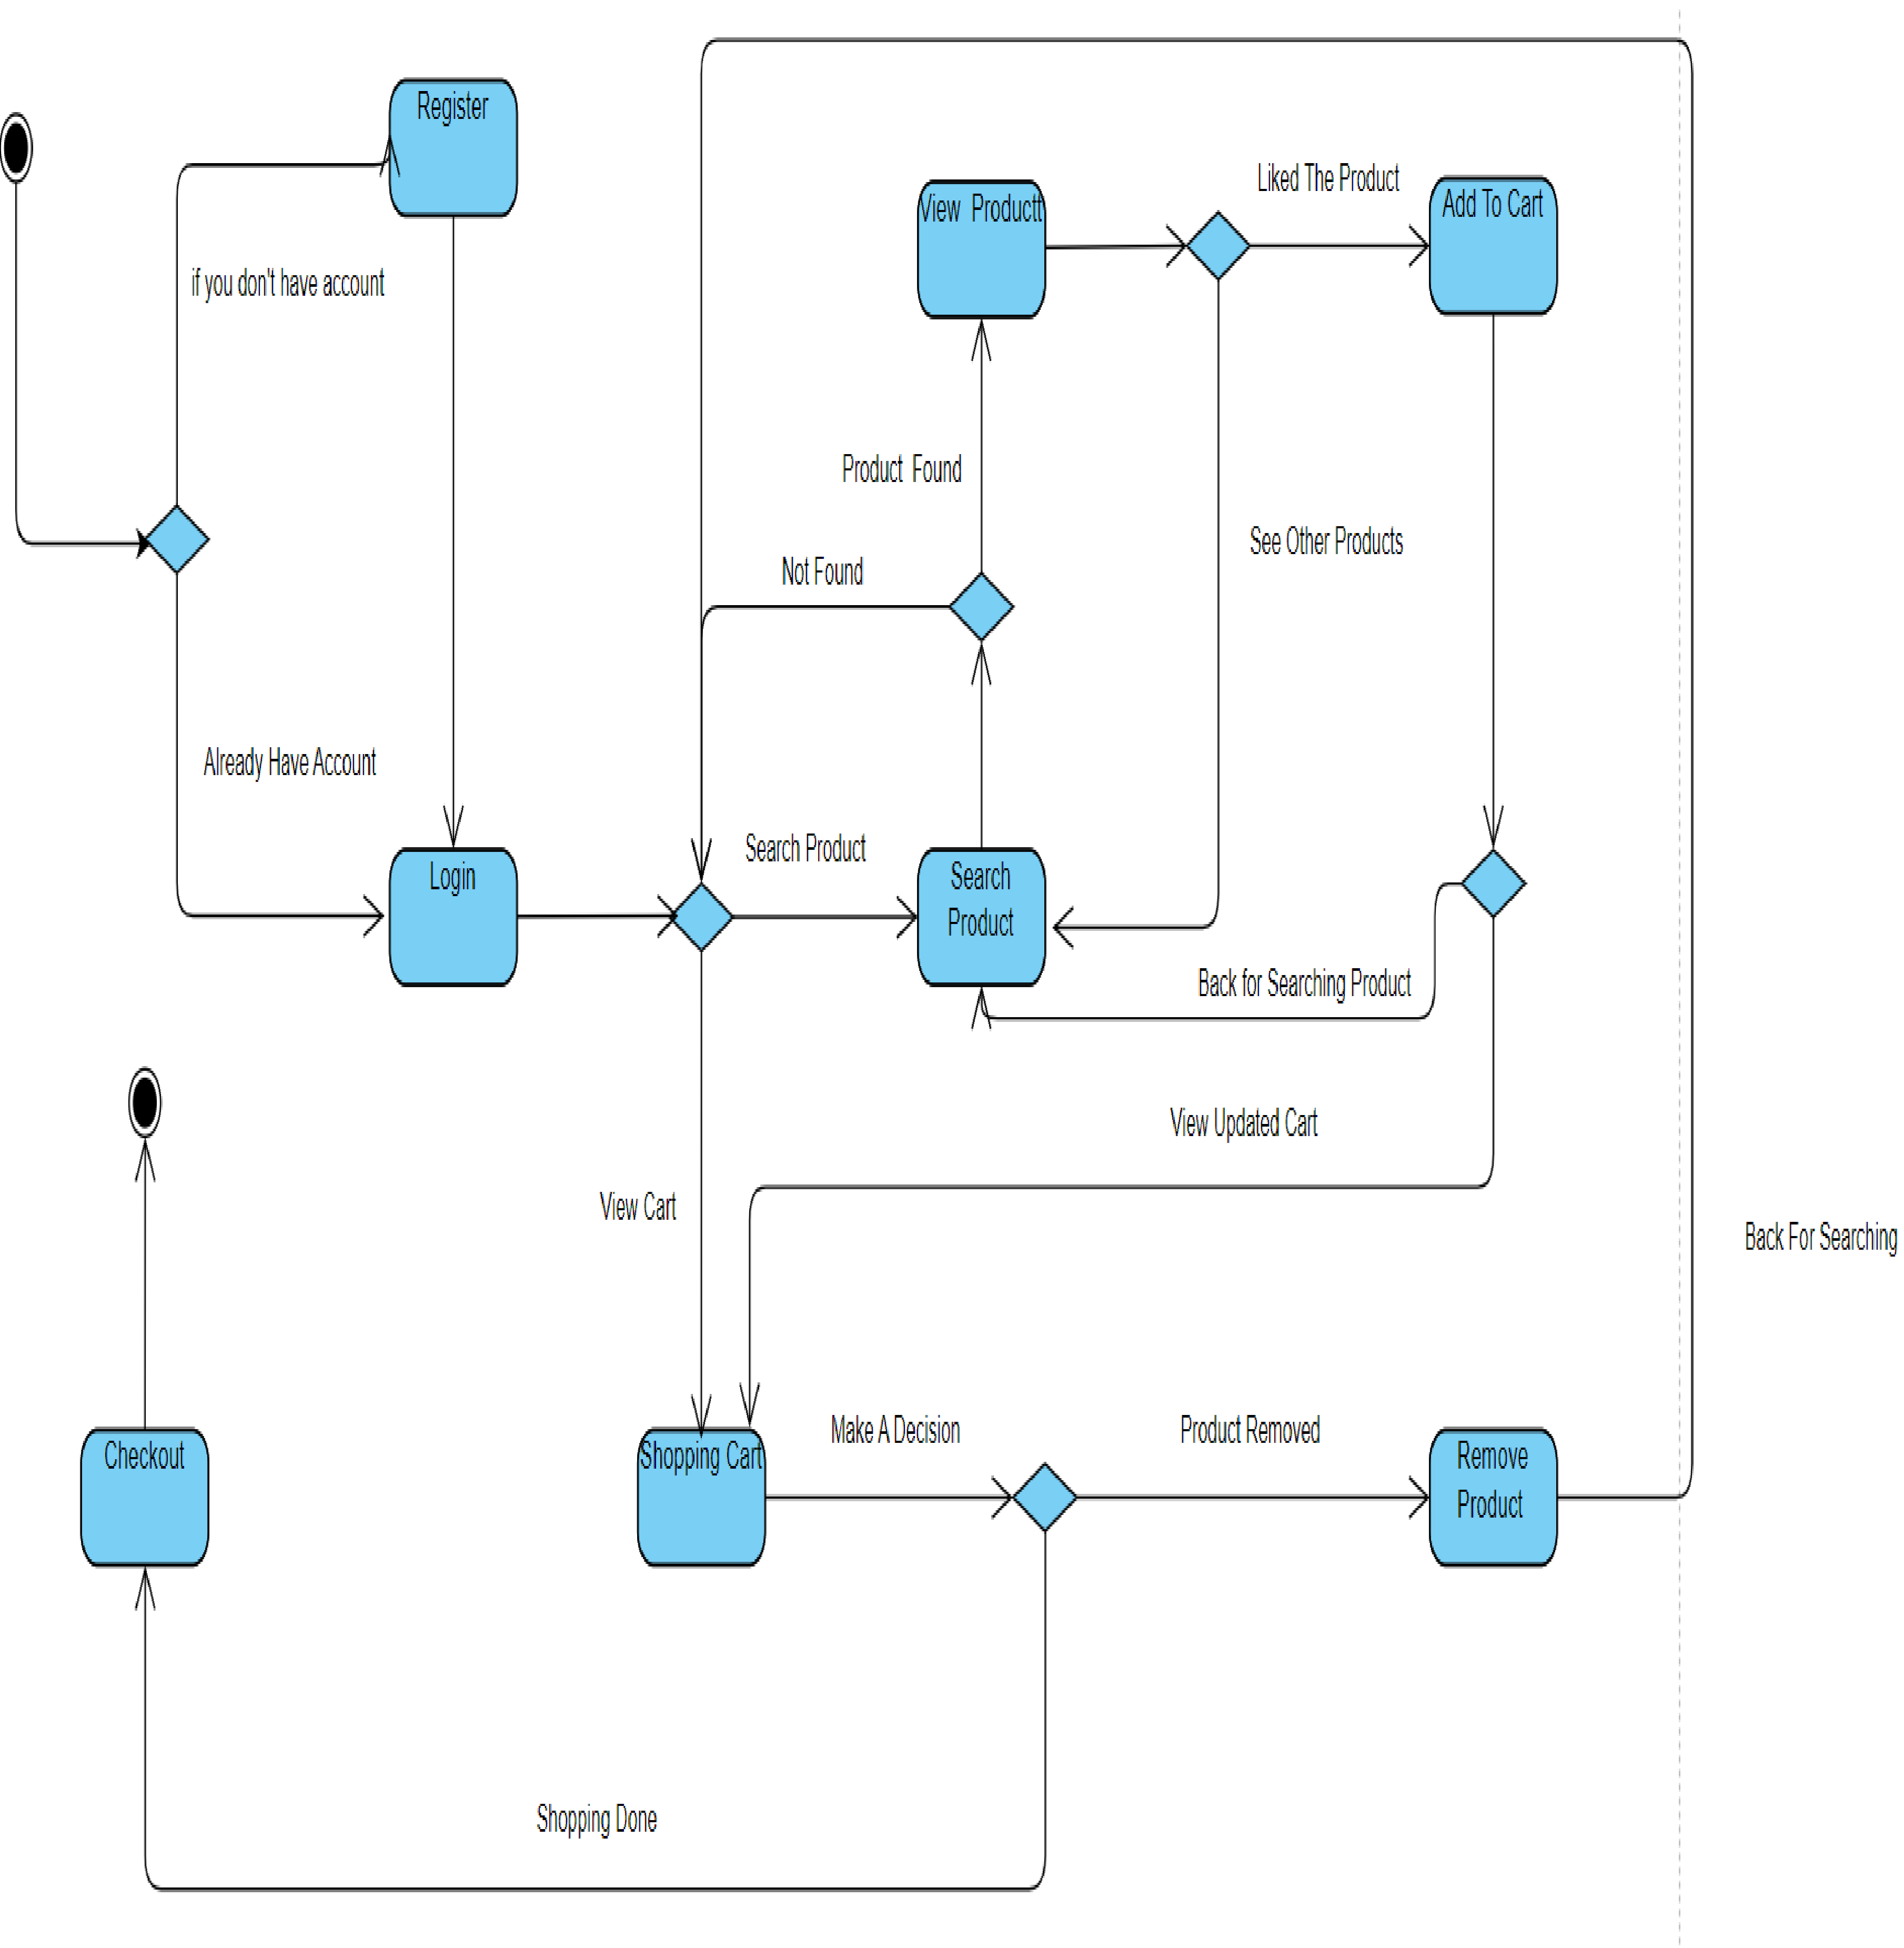 Register
Liked The Product
View  Productt
Add To Cart
if you don't have account
Product  Found
See Other Products
Not Found
Already Have Account
Search Product
Login
Search
Product
Back for Searching Product
View Updated Cart
View Cart
Back For Searching
Make A Decision
Product Removed
Checkout
Shopping Cart
Remove
Product
Shopping Done